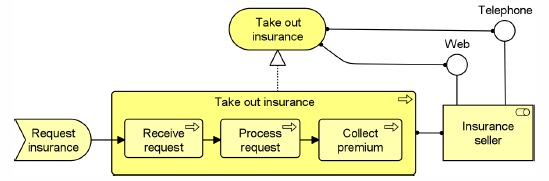 Telephone
Take out
insurance
Web
Take out insurance
Request
insurance
Receive
request
Process
request
Collect
premium
Insurance
seller